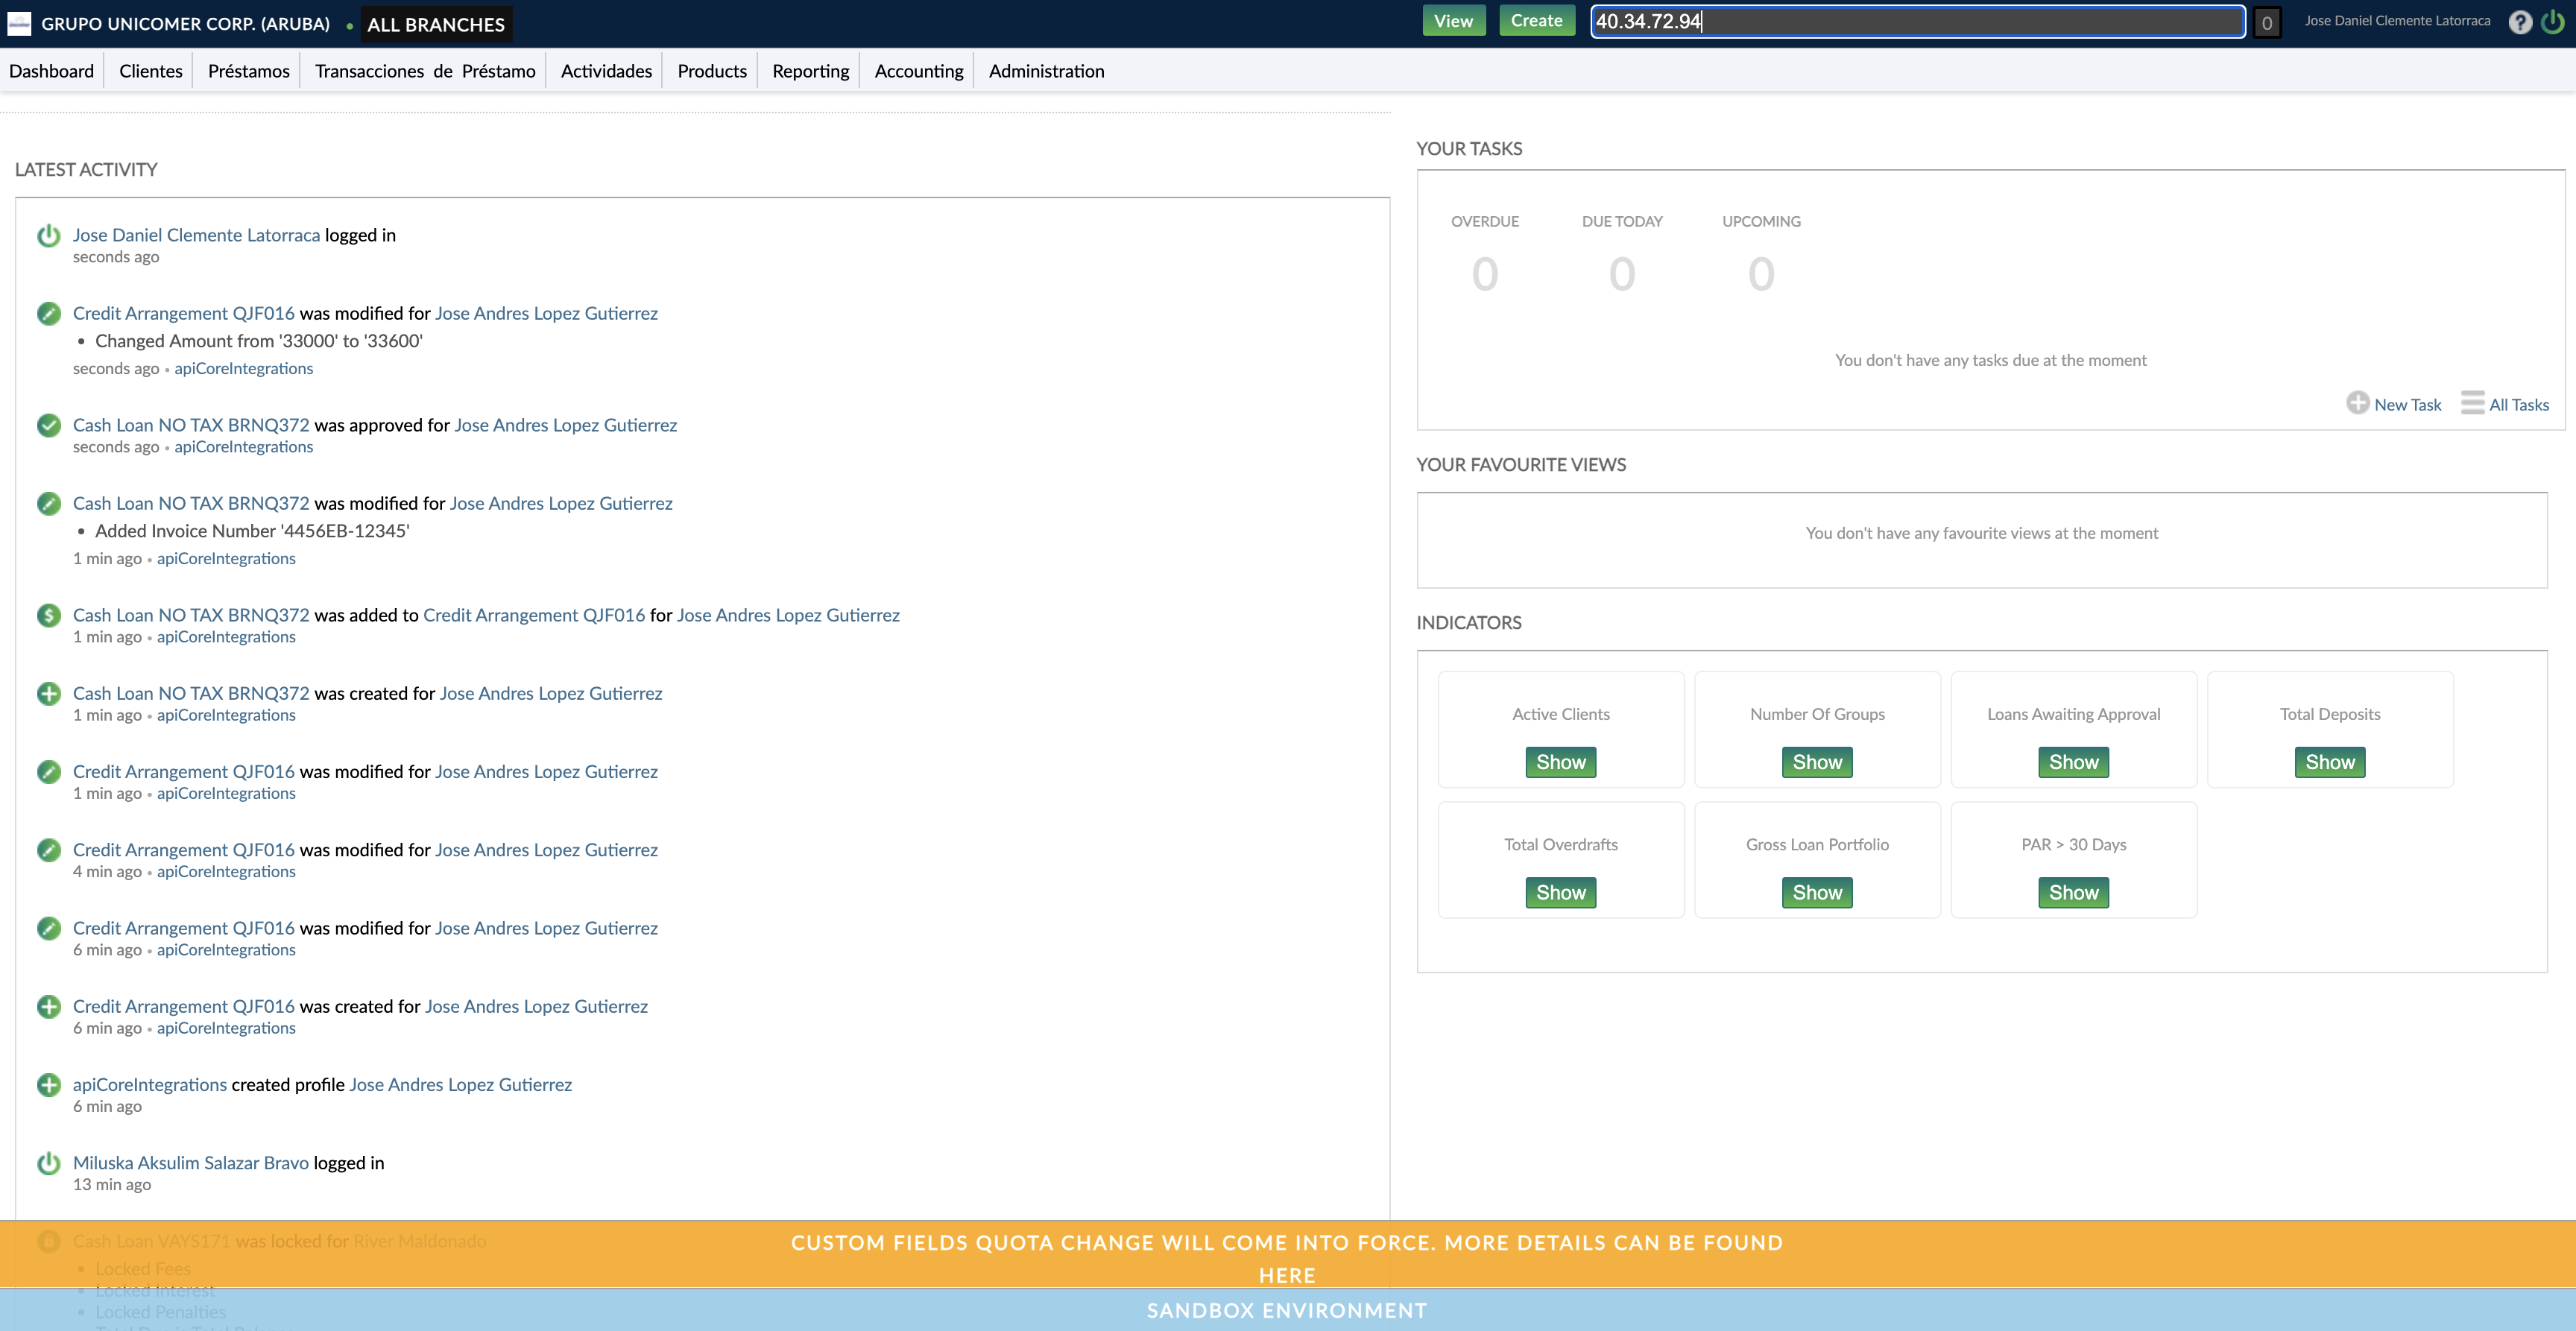 GRUPO UNICOMER CORP. (ARUBA) • ALL BRANCHES
View Create 40.34.72.94 0 Jose Daniel Clemente Latorraca ?
Dashboard Clientes Préstamos Transacciones de Préstamo Actividades Products Reporting Accounting Administration
LATEST ACTIVITY
Jose Daniel Clemente Latorraca logged in
seconds ago
Credit Arrangement QJF016 was modified for Jose Andres Lopez Gutierrez
• Changed Amount from '33000' to '33600'
seconds ago • apiCoreIntegrations
Cash Loan NO TAX BRNQ372 was approved for Jose Andres Lopez Gutierrez
seconds ago • apiCoreIntegrations
Cash Loan NO TAX BRNQ372 was modified for Jose Andres Lopez Gutierrez
• Added Invoice Number '4456EB-12345'
1 min ago • apiCoreIntegrations
Cash Loan NO TAX BRNQ372 was added to Credit Arrangement QJF016 for Jose Andres Lopez Gutierrez
1 min ago • apiCoreIntegrations
Cash Loan NO TAX BRNQ372 was created for Jose Andres Lopez Gutierrez
1 min ago • apiCoreIntegrations
Credit Arrangement QJF016 was modified for Jose Andres Lopez Gutierrez
1 min ago • apiCoreIntegrations
Credit Arrangement QJF016 was modified for Jose Andres Lopez Gutierrez
4 min ago • apiCoreIntegrations
Credit Arrangement QJF016 was modified for Jose Andres Lopez Gutierrez
6 min ago • apiCoreIntegrations
Credit Arrangement QJF016 was created for Jose Andres Lopez Gutierrez
6 min ago • apiCoreIntegrations
apiCoreIntegrations created profile Jose Andres Lopez Gutierrez
6 min ago
Miluska Aksulim Salazar Bravo logged in
13 min ago
Cash Loan VAYS171 was locked for River Maldonado
• Locked Fees
• Locked Interest
• Locked Penalties
YOUR TASKS
OVERDUE DUE TODAY UPCOMING
0 0 0
You don't have any tasks due at the moment
New Task All Tasks
YOUR FAVOURITE VIEWS
You don't have any favourite views at the moment
INDICATORS
Active Clients Number Of Groups Loans Awaiting Approval Total Deposits
Show Show Show Show
Total Overdrafts Gross Loan Portfolio PAR > 30 Days
Show Show Show
CUSTOM FIELDS QUOTA CHANGE WILL COME INTO FORCE. MORE DETAILS CAN BE FOUND
HERE
SANDBOX ENVIRONMENT